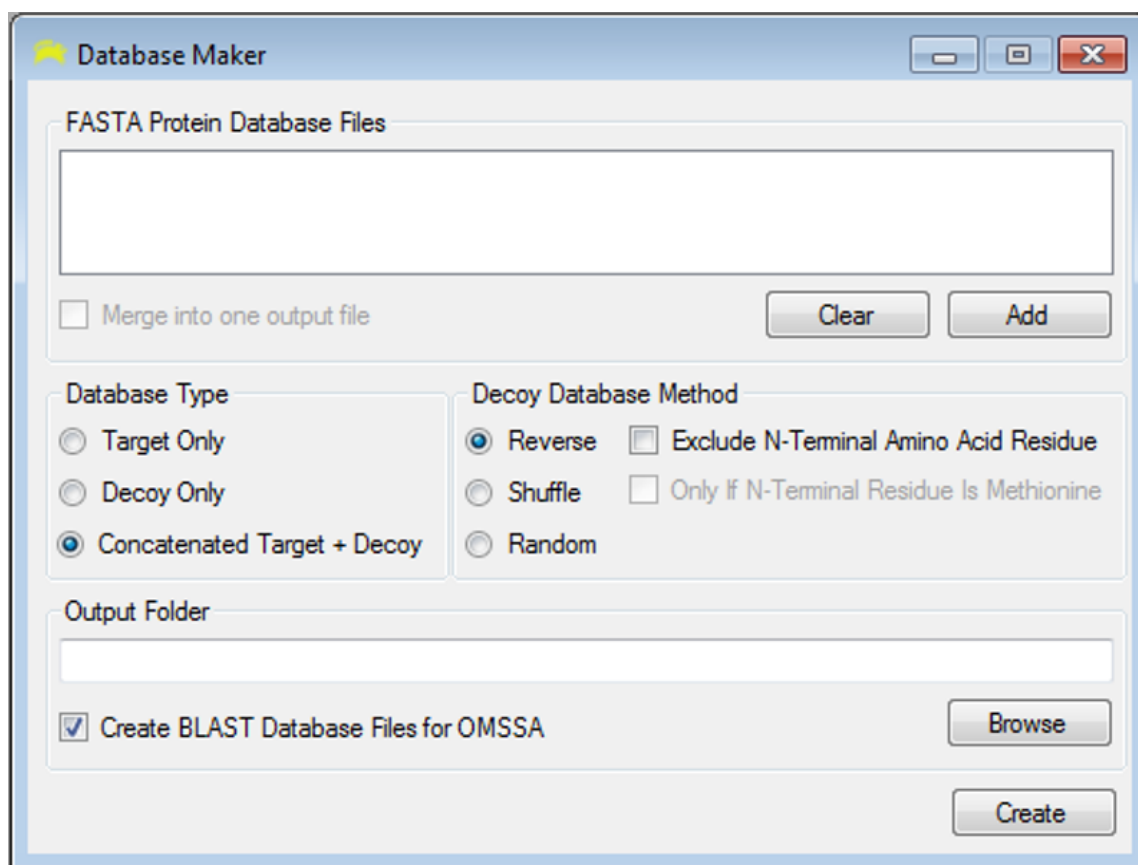 Database Maker
FASTA Protein Database Files
Merge into one output file
Clear
Add
Database Type
Target Only
Decoy Only
Concatenated Target + Decoy
Decoy Database Method
Reverse
Exclude N-Terminal Amino Acid Residue
Shuffle
Only If N-Terminal Residue Is Methionine
Random
Output Folder
Create BLAST Database Files for OMSSA
Browse
Create